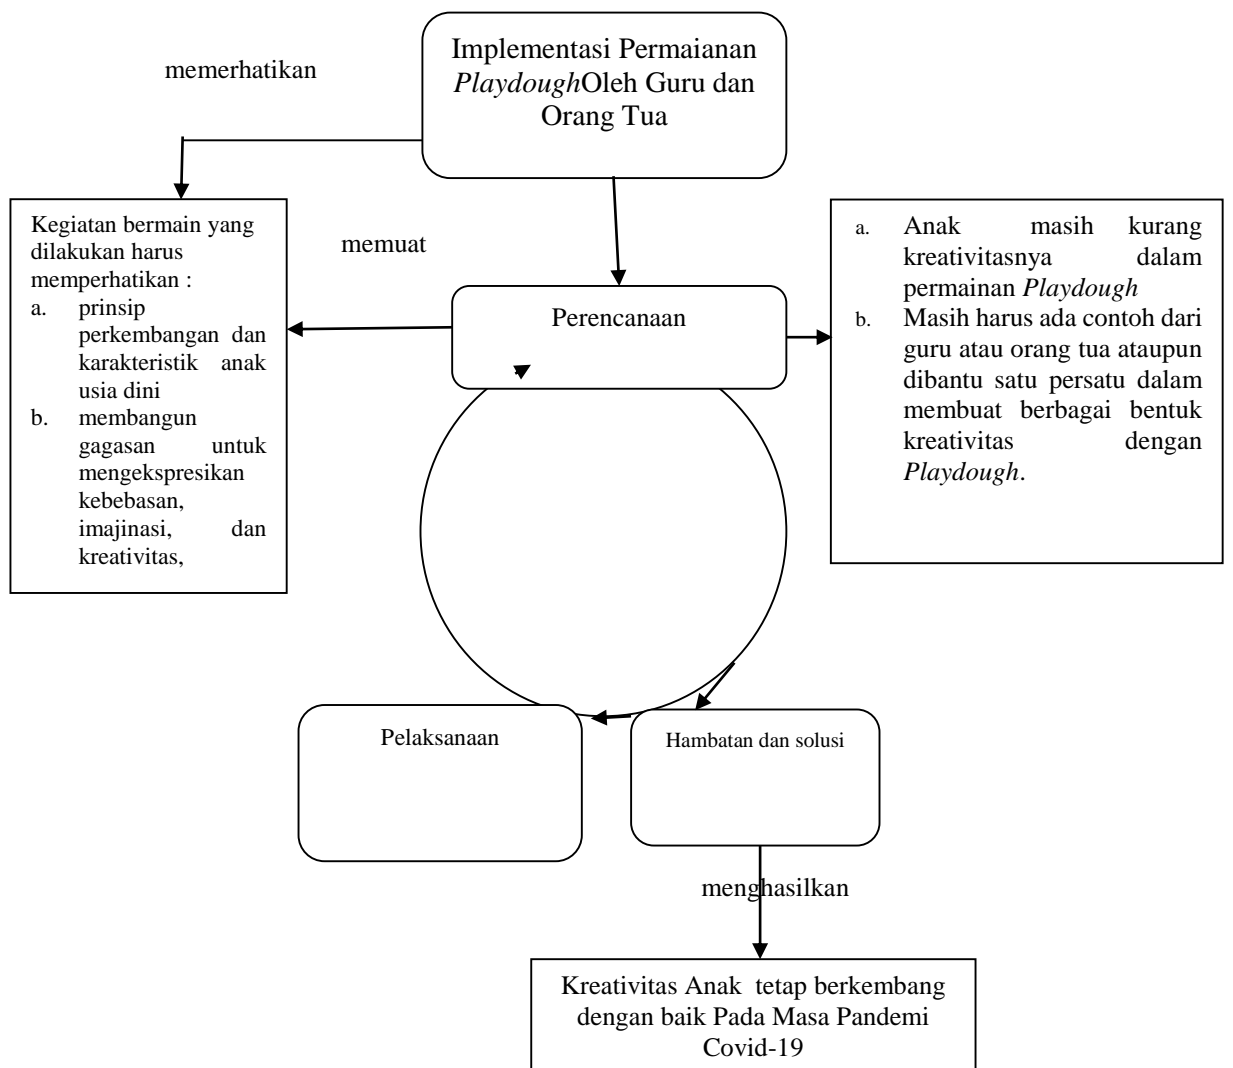 Implementasi Permaianan
PlaydoughOleh Guru dan
Orang Tua
memerhatikan
Kegiatan bermain yang
dilakukan harus
memperhatikan :
a. prinsip
perkembangan dan
karakteristik anak
usia dini
b. membangun
gagasan untuk
mengekspresikan
kebebasan,
imajinasi, dan
kreativitas,
memuat
Perencanaan
a. Anak masih kurang
kreativitasnya dalam
permainan Playdough
b. Masih harus ada contoh dari
guru atau orang tua ataupun
dibantu satu persatu dalam
membuat berbagai bentuk
kreativitas dengan
Playdough.
Pelaksanaan
Hambatan dan solusi
menghasilkan
Kreativitas Anak tetap berkembang
dengan baik Pada Masa Pandemi
Covid-19